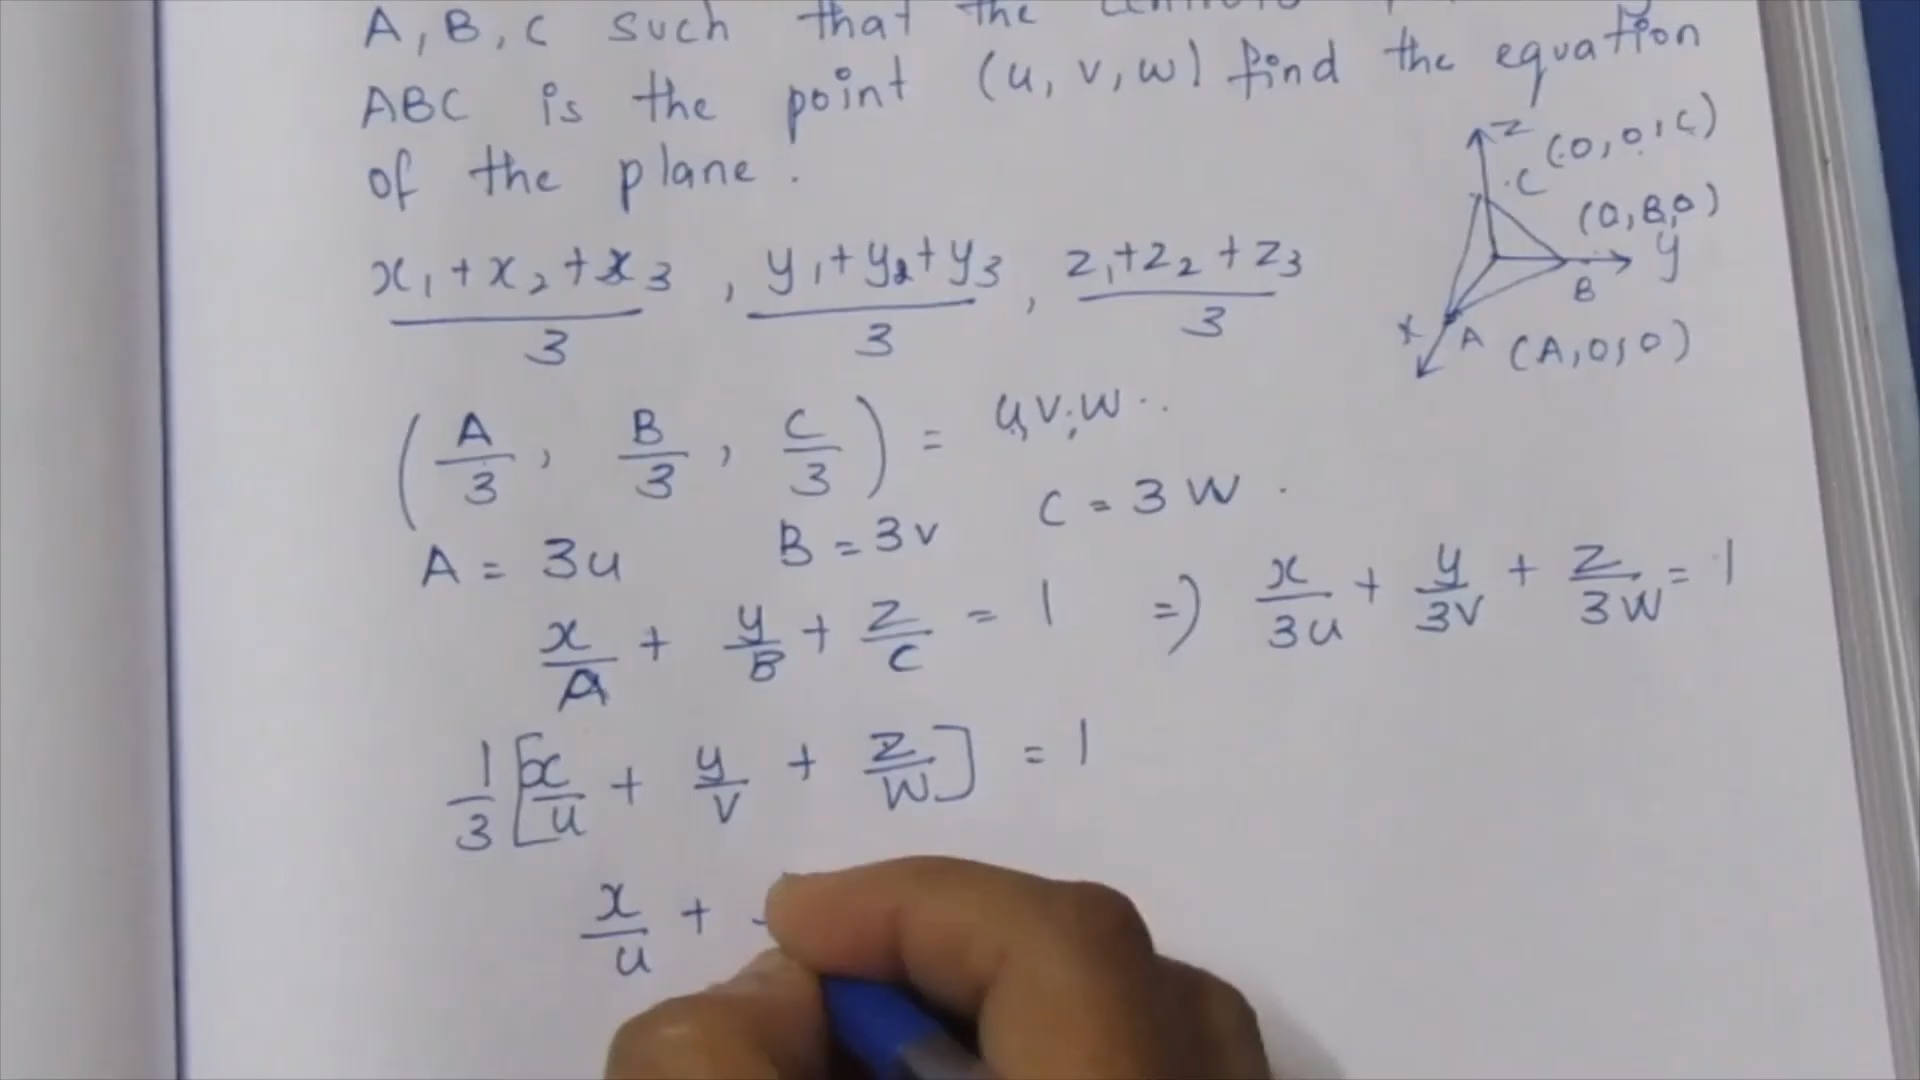 A, B, C such that the
ABC is the point (u, v, w) find the equation
of the plane.
Z (0, 0, C)
C
(0, B, 0)
y
B
x A (A, 0, 0)
x₁+x₂+x₃/3 , y₁+y₂+y₃/3 , z₁+z₂+z₃/3
(A/3, B/3, C/3) = u,v,w.
A = 3u B = 3v C = 3w.
x/A + y/B + z/C = 1 ⇒ x/3u + y/3v + z/3w = 1
1/3 [x/u + y/v + z/w] = 1
x/u +